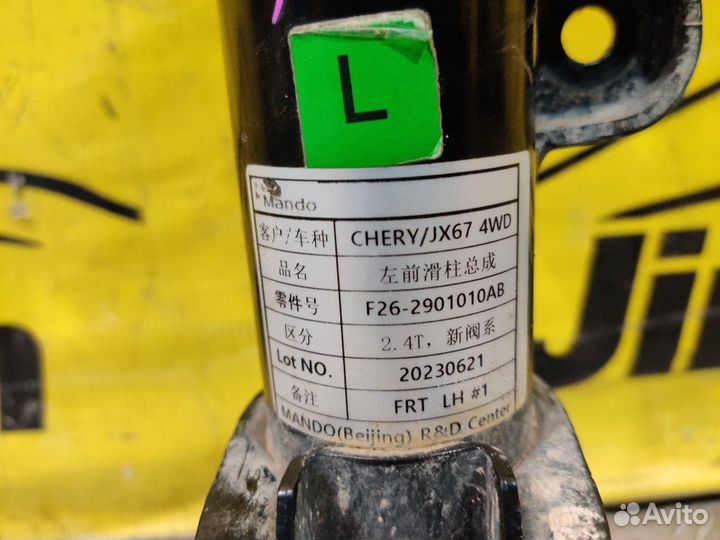 L
Mando
客户/车种 CHERY/JX67 4WD
品名 左前滑柱总成
零件号 F26-2901010AB
区分 2.4T, 新阀系
Lot NO. 20230621
备注 FRT LH #1
MANDO(Beijing) R&D Center
Avito